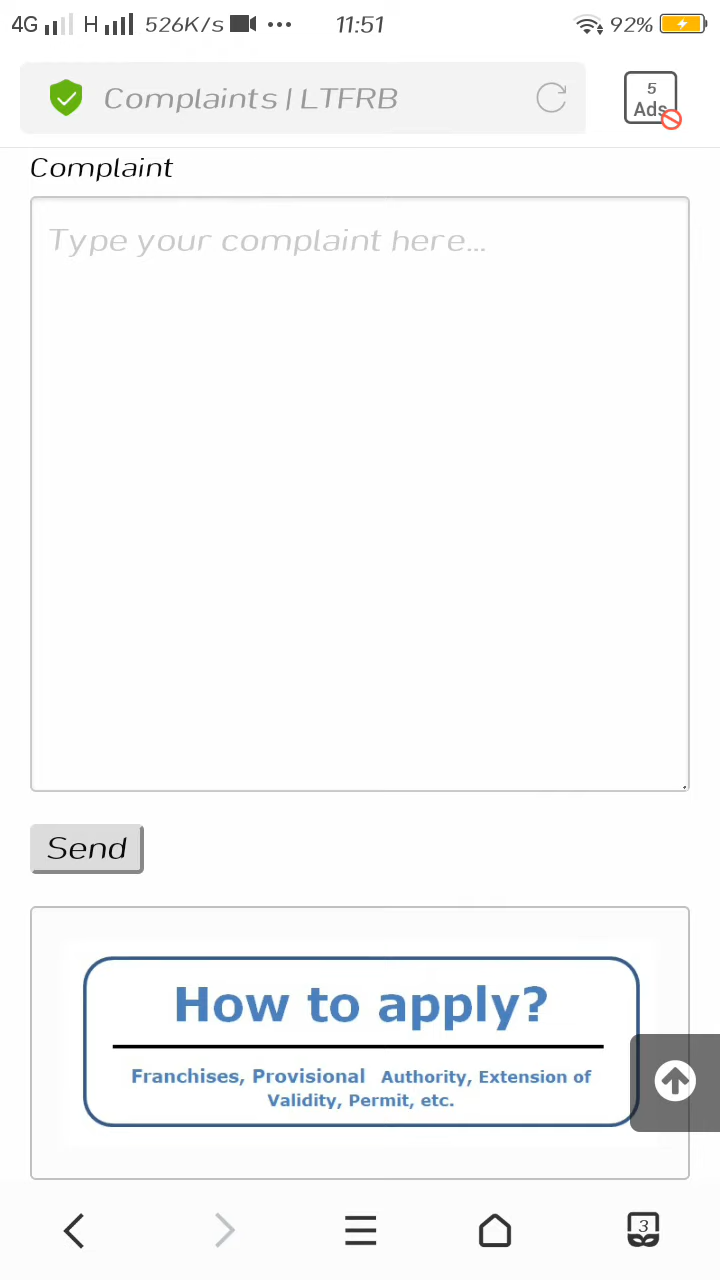 4G H 526K/s 11:51 92%
Complaints | LTFRB
5
Ads
Complaint
Type your complaint here...
Send
How to apply?
Franchises, Provisional Authority, Extension of
Validity, Permit, etc.
3